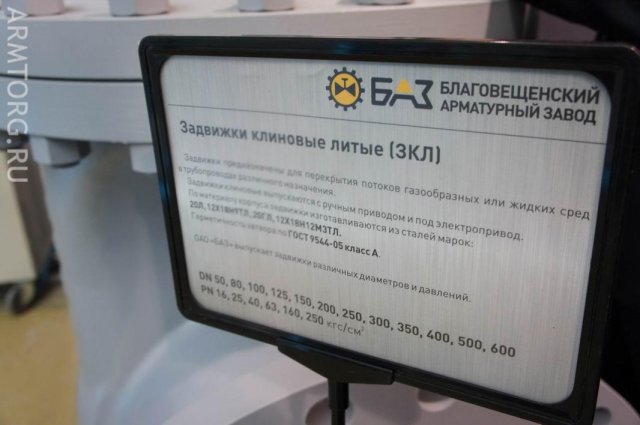 ARMTORG.RU
БАЗ
БЛАГОВЕЩЕНСКИЙ
АРМАТУРНЫЙ ЗАВОД
Задвижки клиновые литые (ЗКЛ)
Задвижки предназначены для перекрытия потоков газообразных или жидких сред
в трубопроводах различного назначения.
Задвижки клиновые выпускаются с ручным приводом и под электропривод.
По материалу корпуса задвижки изготавливаются из сталей марок:
20Л, 12Х18Н9ТЛ, 20ГЛ, 12Х18Н12М3ТЛ.
Герметичность затвора по ГОСТ 9544-05 класс А.
ОАО «БАЗ» выпускает задвижки различных диаметров и давлений.
DN 50, 80, 100, 125, 150, 200, 250, 300, 350, 400, 500, 600
PN 16, 25, 40, 63, 160, 250 кгс/см²